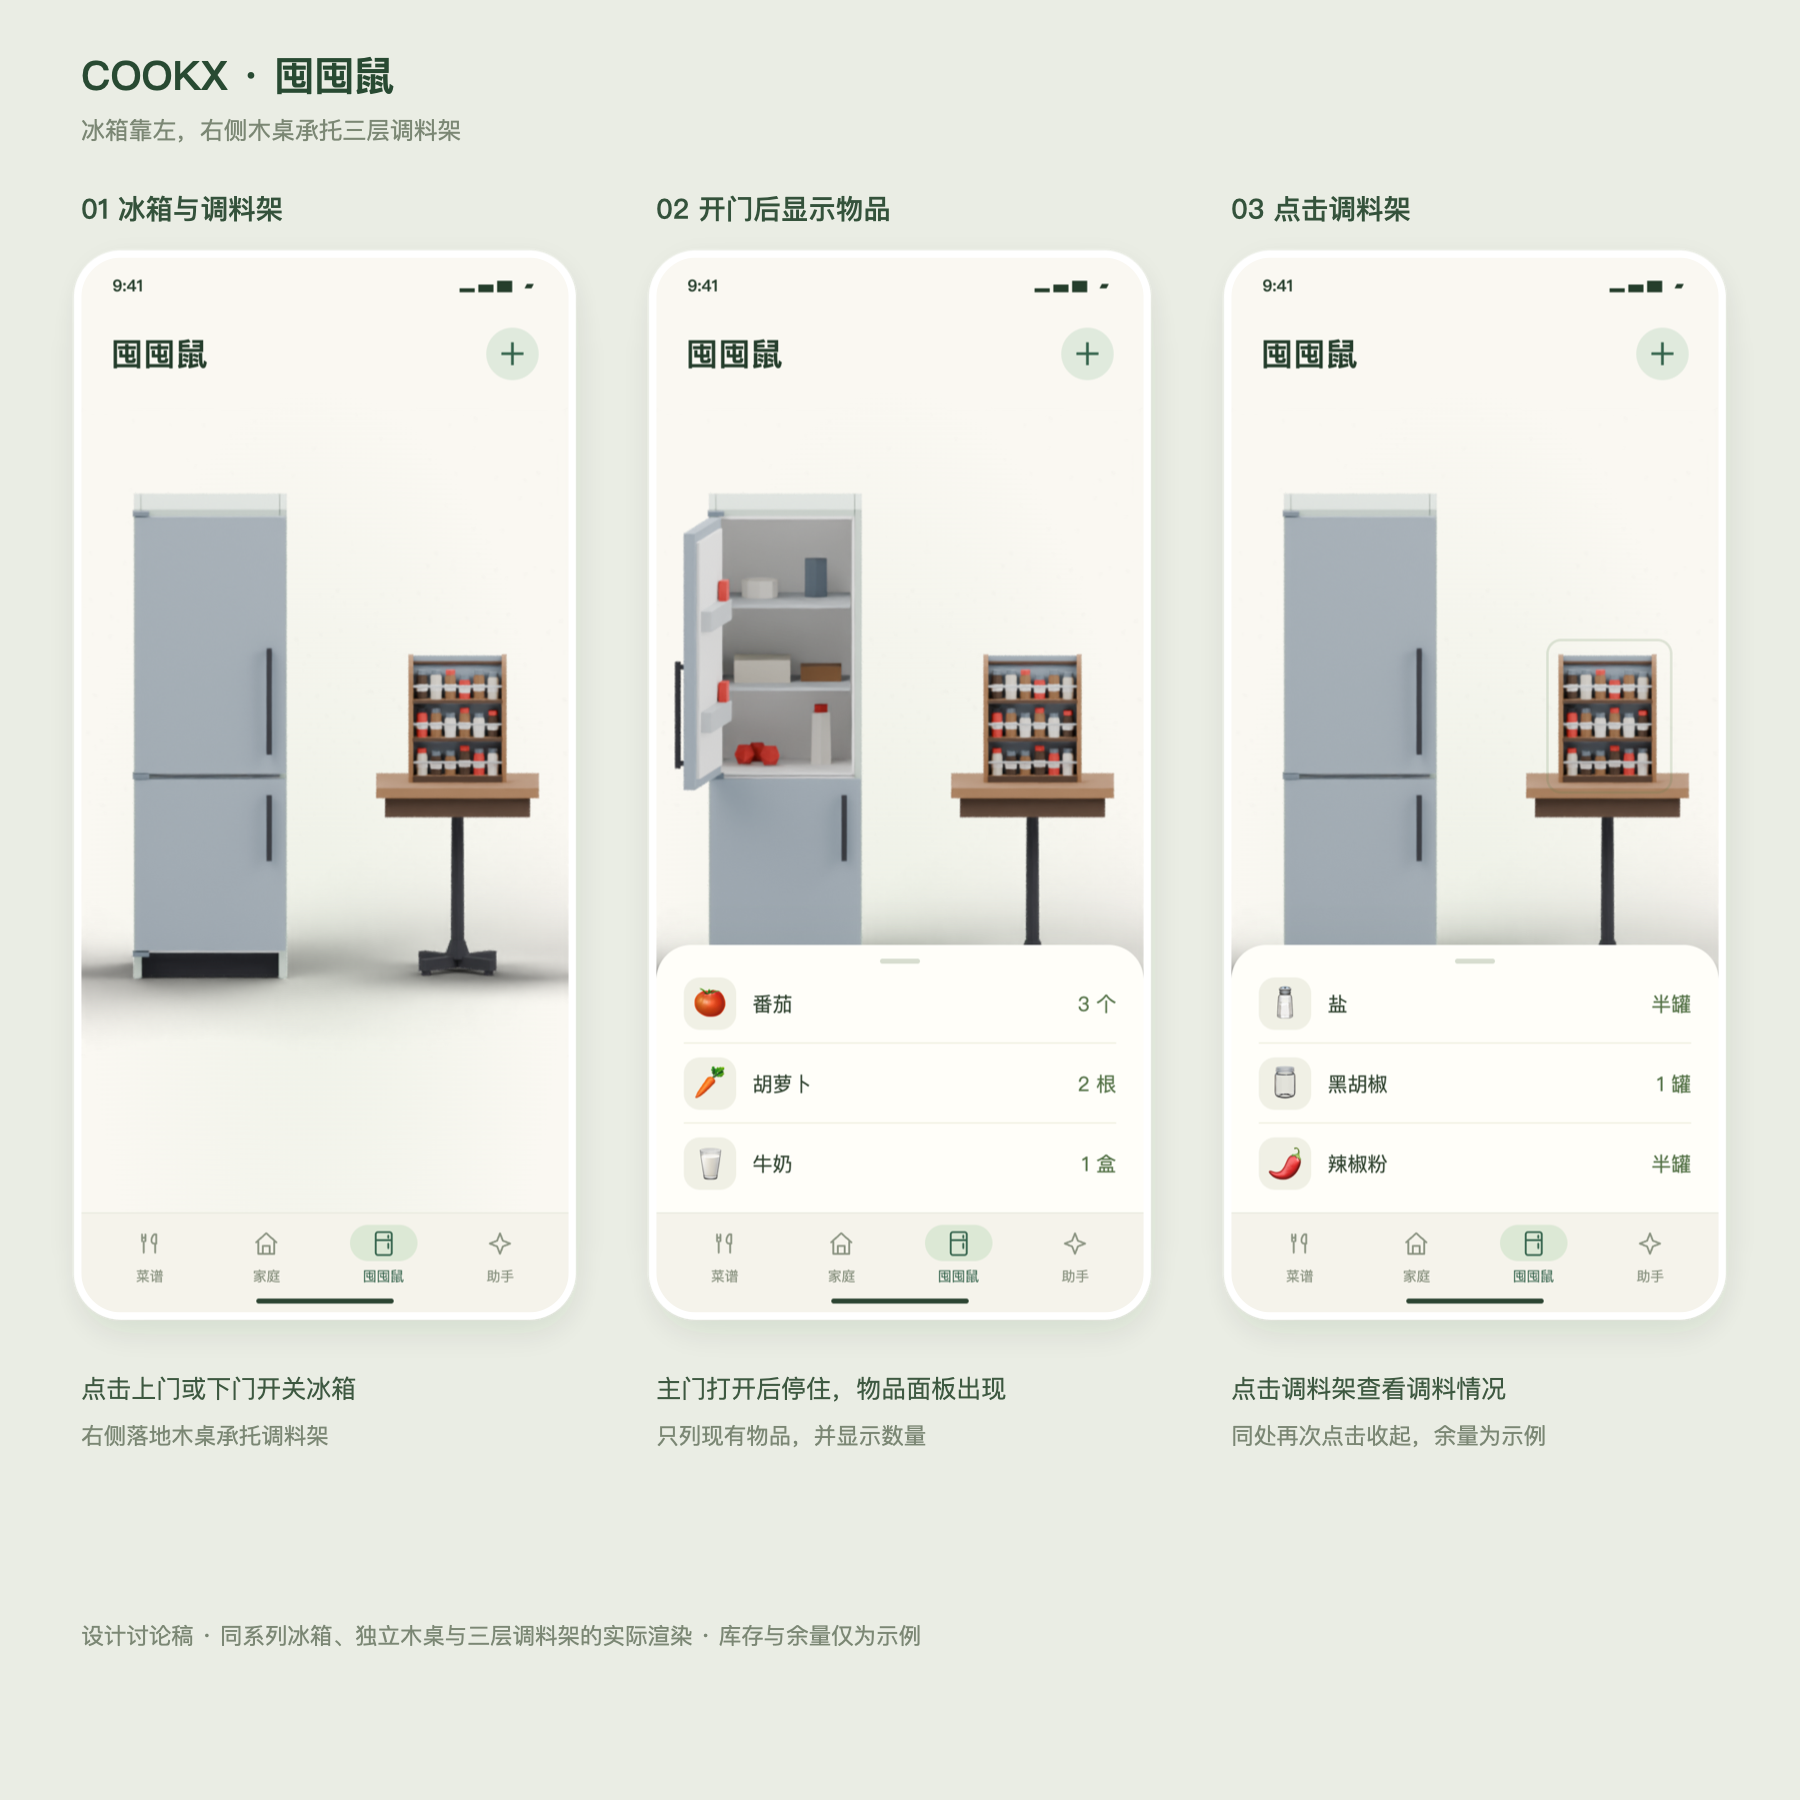 COOKX · 囤囤鼠
冰箱靠左，右侧木桌承托三层调料架
01 冰箱与调料架
9:41
囤囤鼠
菜谱
家庭
囤囤鼠
助手
点击上门或下门开关冰箱
右侧落地木桌承托调料架
02 开门后显示物品
9:41
囤囤鼠
番茄 3 个
胡萝卜 2 根
牛奶 1 盒
菜谱
家庭
囤囤鼠
助手
主门打开后停住，物品面板出现
只列现有物品，并显示数量
03 点击调料架
9:41
囤囤鼠
盐 半罐
黑胡椒 1 罐
辣椒粉 半罐
菜谱
家庭
囤囤鼠
助手
点击调料架查看调料情况
同处再次点击收起，余量为示例
设计讨论稿 · 同系列冰箱、独立木桌与三层调料架的实际渲染 · 库存与余量仅为示例